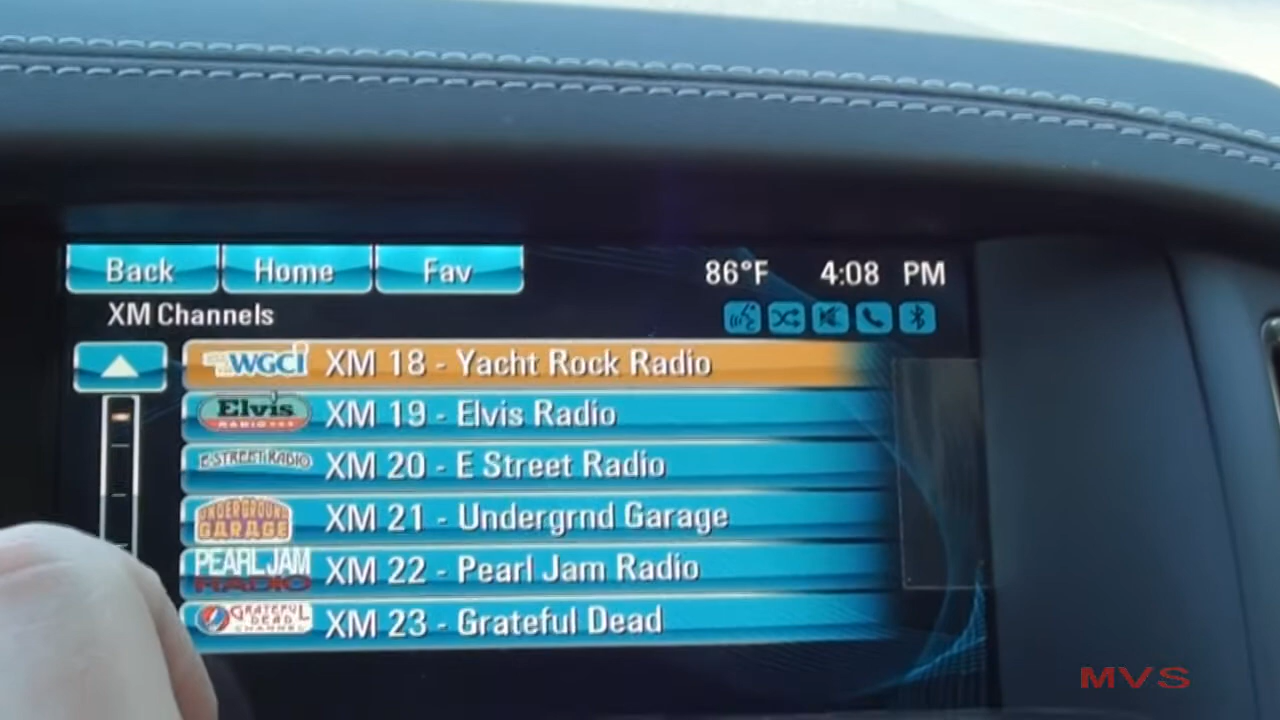 Back Home Fav 86°F 4:08 PM
XM Channels
WGCI XM 18 - Yacht Rock Radio
Elvis RADIO XM 19 - Elvis Radio
E STREET RADIO XM 20 - E Street Radio
UNDERGROUND GARAGE XM 21 - Undergrnd Garage
PEARL JAM RADIO XM 22 - Pearl Jam Radio
GRATEFUL DEAD CHANNEL XM 23 - Grateful Dead
MVS